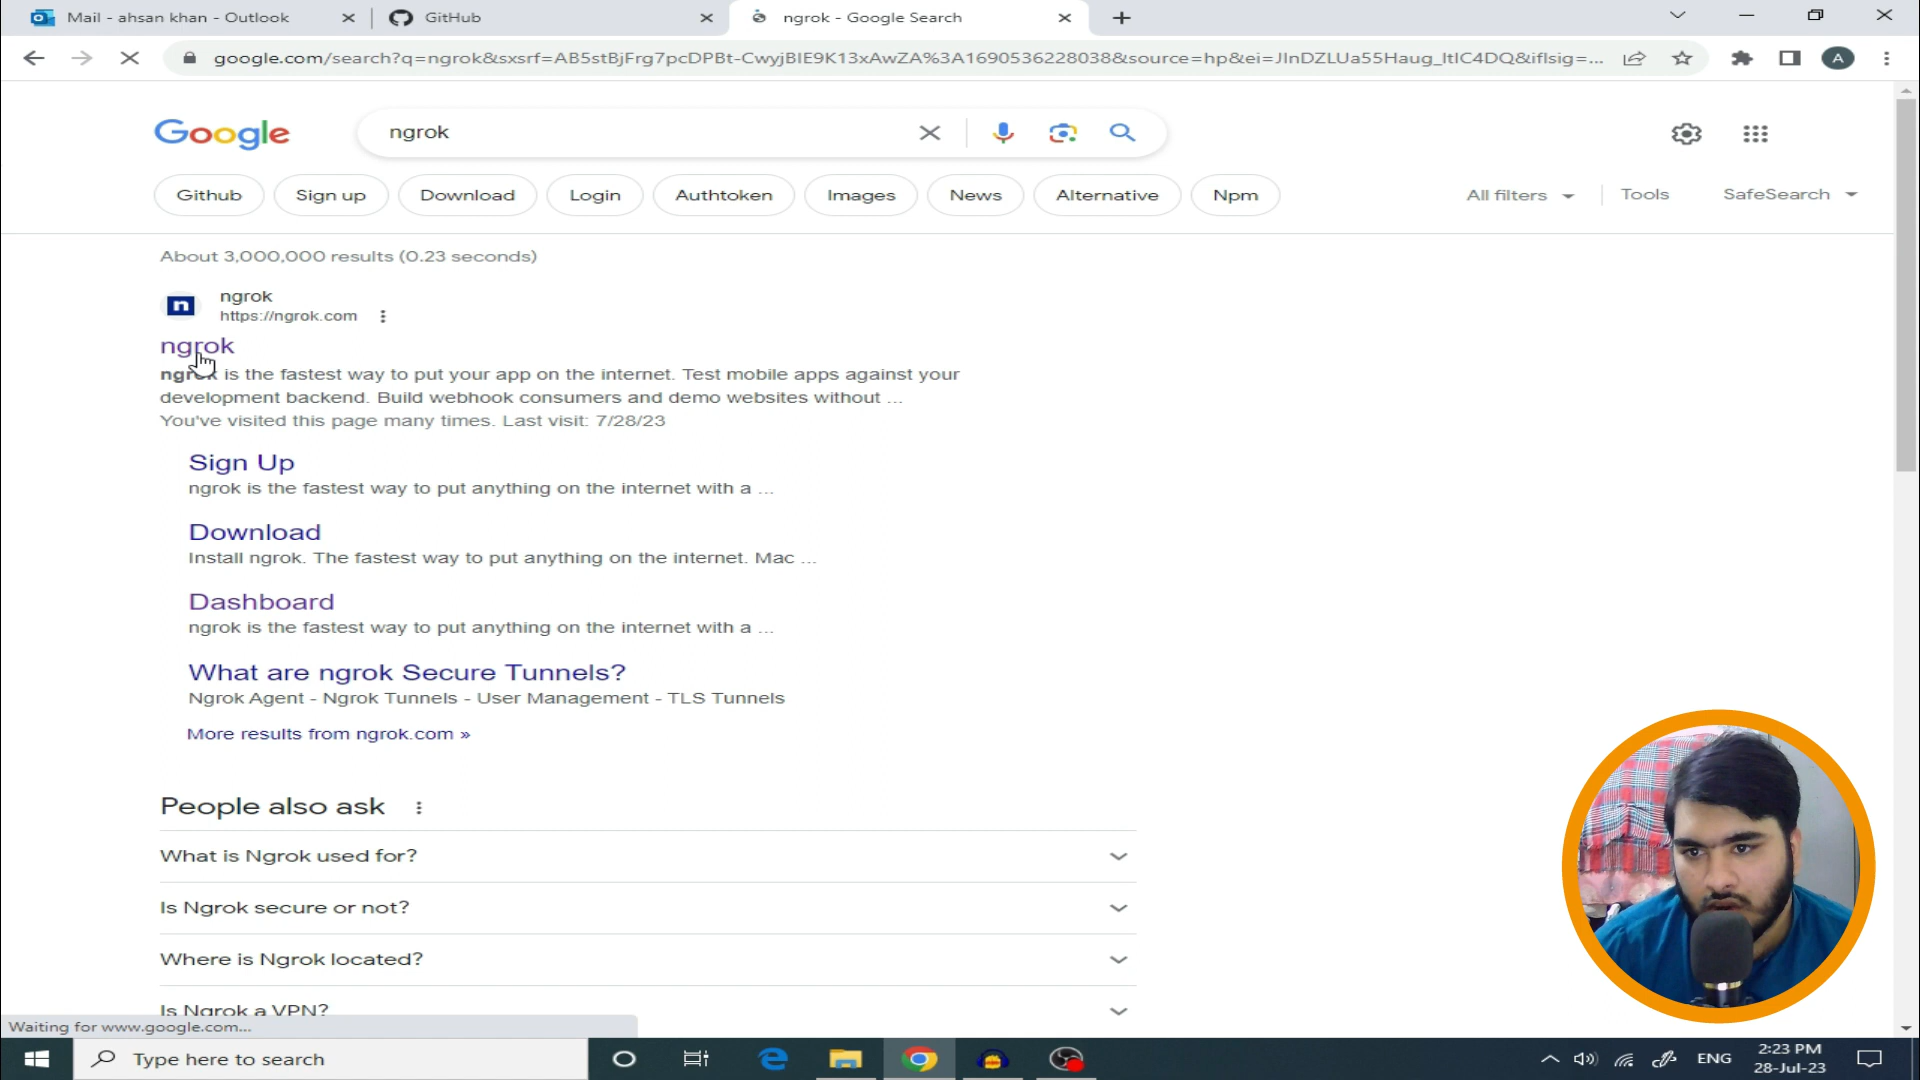 Mail - ahsan khan - Outlook
GitHub
ngrok - Google Search
google.com/search?q=ngrok&sxsrf=AB5stBjFrg7pcDPBt-CwyjBIE9K13xAwZA%3A1690536228038&source=hp&ei=JInDZLUa55Haug_ItIC4DQ&iflsig=...
A
Google
ngrok
Github
Sign up
Download
Login
Authtoken
Images
News
Alternative
Npm
All filters
Tools
SafeSearch
About 3,000,000 results (0.23 seconds)
n
ngrok
https://ngrok.com
ngrok
ngrok is the fastest way to put your app on the internet. Test mobile apps against your
development backend. Build webhook consumers and demo websites without ...
You've visited this page many times. Last visit: 7/28/23
Sign Up
ngrok is the fastest way to put anything on the internet with a ...
Download
Install ngrok. The fastest way to put anything on the internet. Mac ...
Dashboard
ngrok is the fastest way to put anything on the internet with a ...
What are ngrok Secure Tunnels?
Ngrok Agent - Ngrok Tunnels - User Management - TLS Tunnels
More results from ngrok.com »
People also ask
What is Ngrok used for?
Is Ngrok secure or not?
Where is Ngrok located?
Is Ngrok a VPN?
Waiting for www.google.com...
Type here to search
ENG
2:23 PM
28-Jul-23